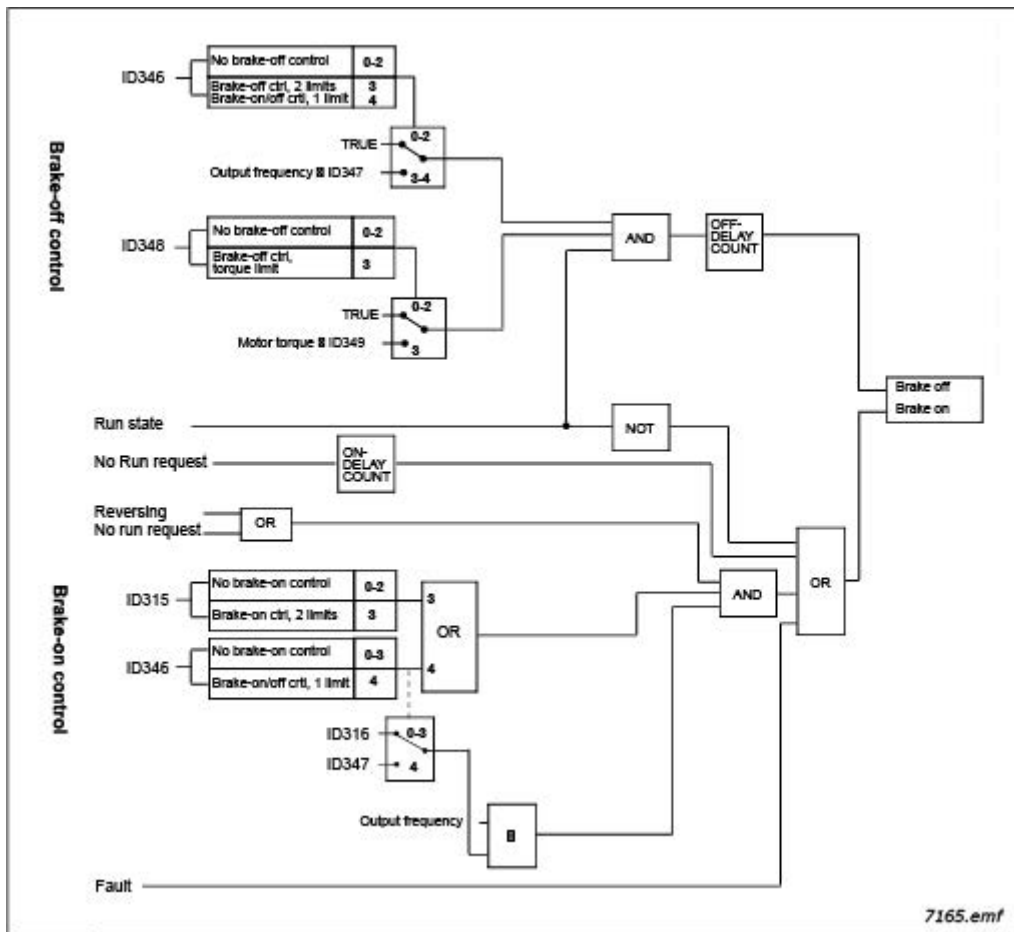 Brake-off control
ID346
No brake-off control 0-2
Brake-off ctrl, 2 limits 3
Brake-on/off crtl, 1 limit 4
0-2
TRUE
Output frequency ID347
3-4
ID348
No brake-off control 0-2
Brake-off ctrl,
torque limit 3
0-2
TRUE
Motor torque ID349
3
AND
OFF-
DELAY
COUNT
Brake off
Brake on
Run state
NOT
No Run request
ON-
DELAY
COUNT
Reversing
No run request
OR
Brake-on control
ID315
No brake-on control 0-2
Brake-on ctrl, 2 limits 3
3
OR
4
AND
OR
ID346
No brake-on control 0-3
Brake-on/off crtl, 1 limit 4
ID316
0-3
ID347
4
Output frequency
Fault
7165.emf